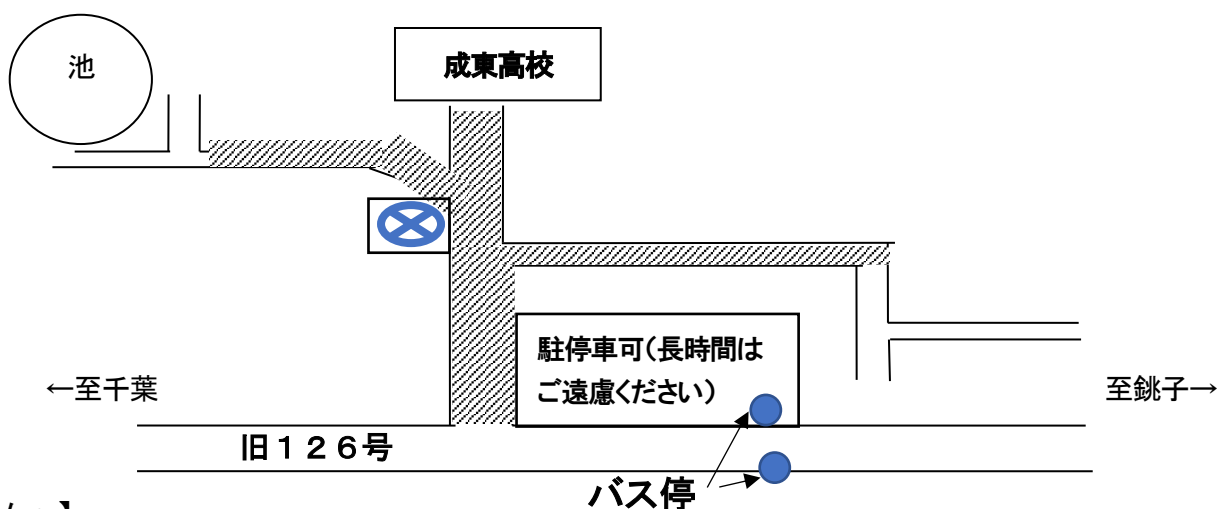 池
成東高校
駐停車可（長時間は
ご遠慮ください）
←至千葉
至銚子→
旧１２６号
バス停